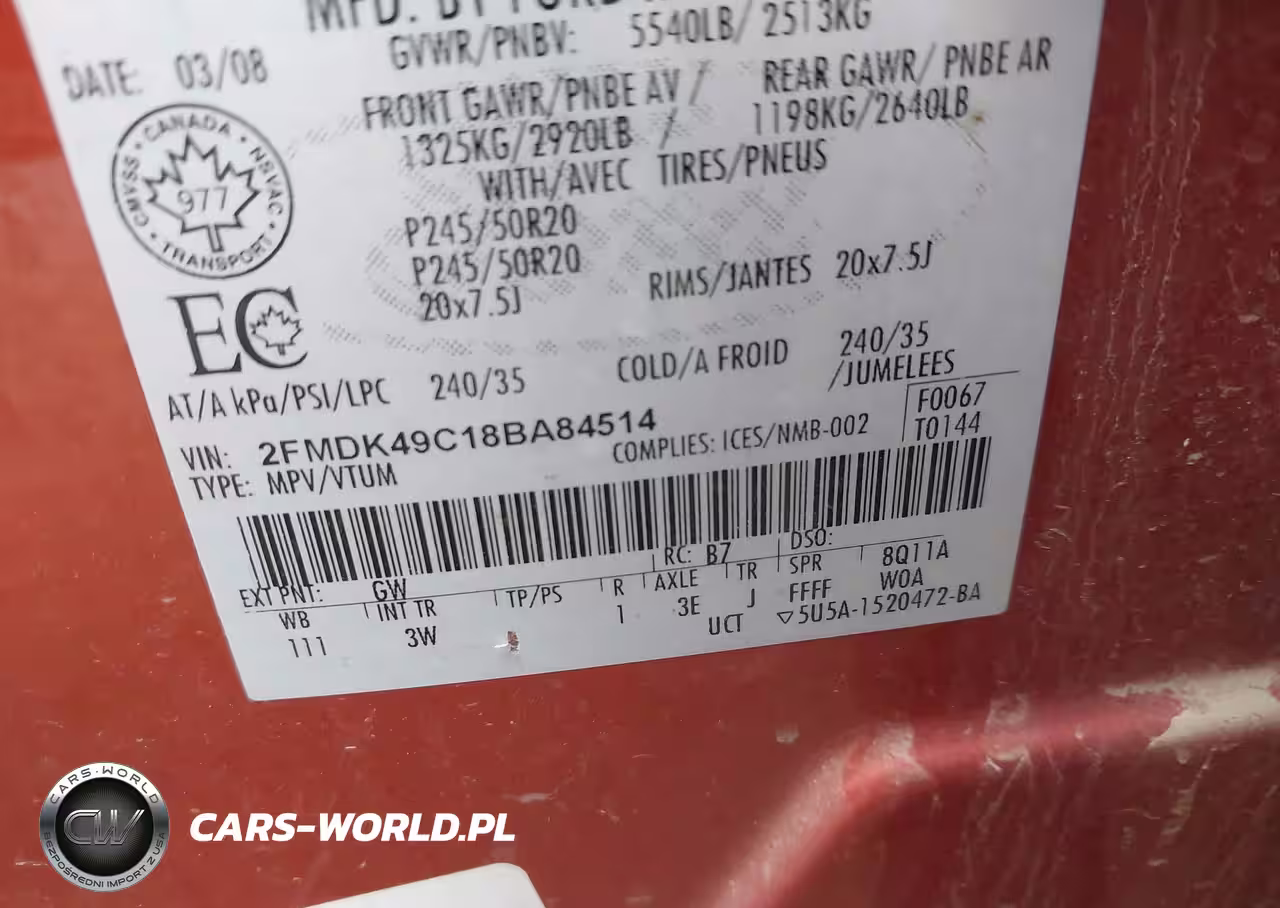 MFD. BY FORD
GVWR/PNBV: 5540LB/ 2513KG
DATE: 03/08
FRONT GAWR/PNBE AV / REAR GAWR/ PNBE AR
1325KG/2920LB / 1198KG/2640LB
WITH/AVEC TIRES/PNEUS
CANADA • NSVAC • TRANSPORT • CMVSS •
977
P245/50R20
P245/50R20
20x7.5J RIMS/JANTES 20x7.5J
EC
AT/A kPa/PSI/LPC 240/35 COLD/A FROID 240/35
/JUMELEES
VIN: 2FMDK49C18BA84514
F0067
TYPE: MPV/VTUM COMPLIES: ICES/NMB-002 T0144
EXT PNT: GW RC: B7 DSO:
WB INT TR TP/PS R AXLE TR SPR 8Q11A
111 3W 1 3E J FFFF W0A
UCT ▽5U5A-1520472-BA
CARS-WORLD
CW
BEZPOŚREDNI IMPORT Z USA
CARS-WORLD.PL